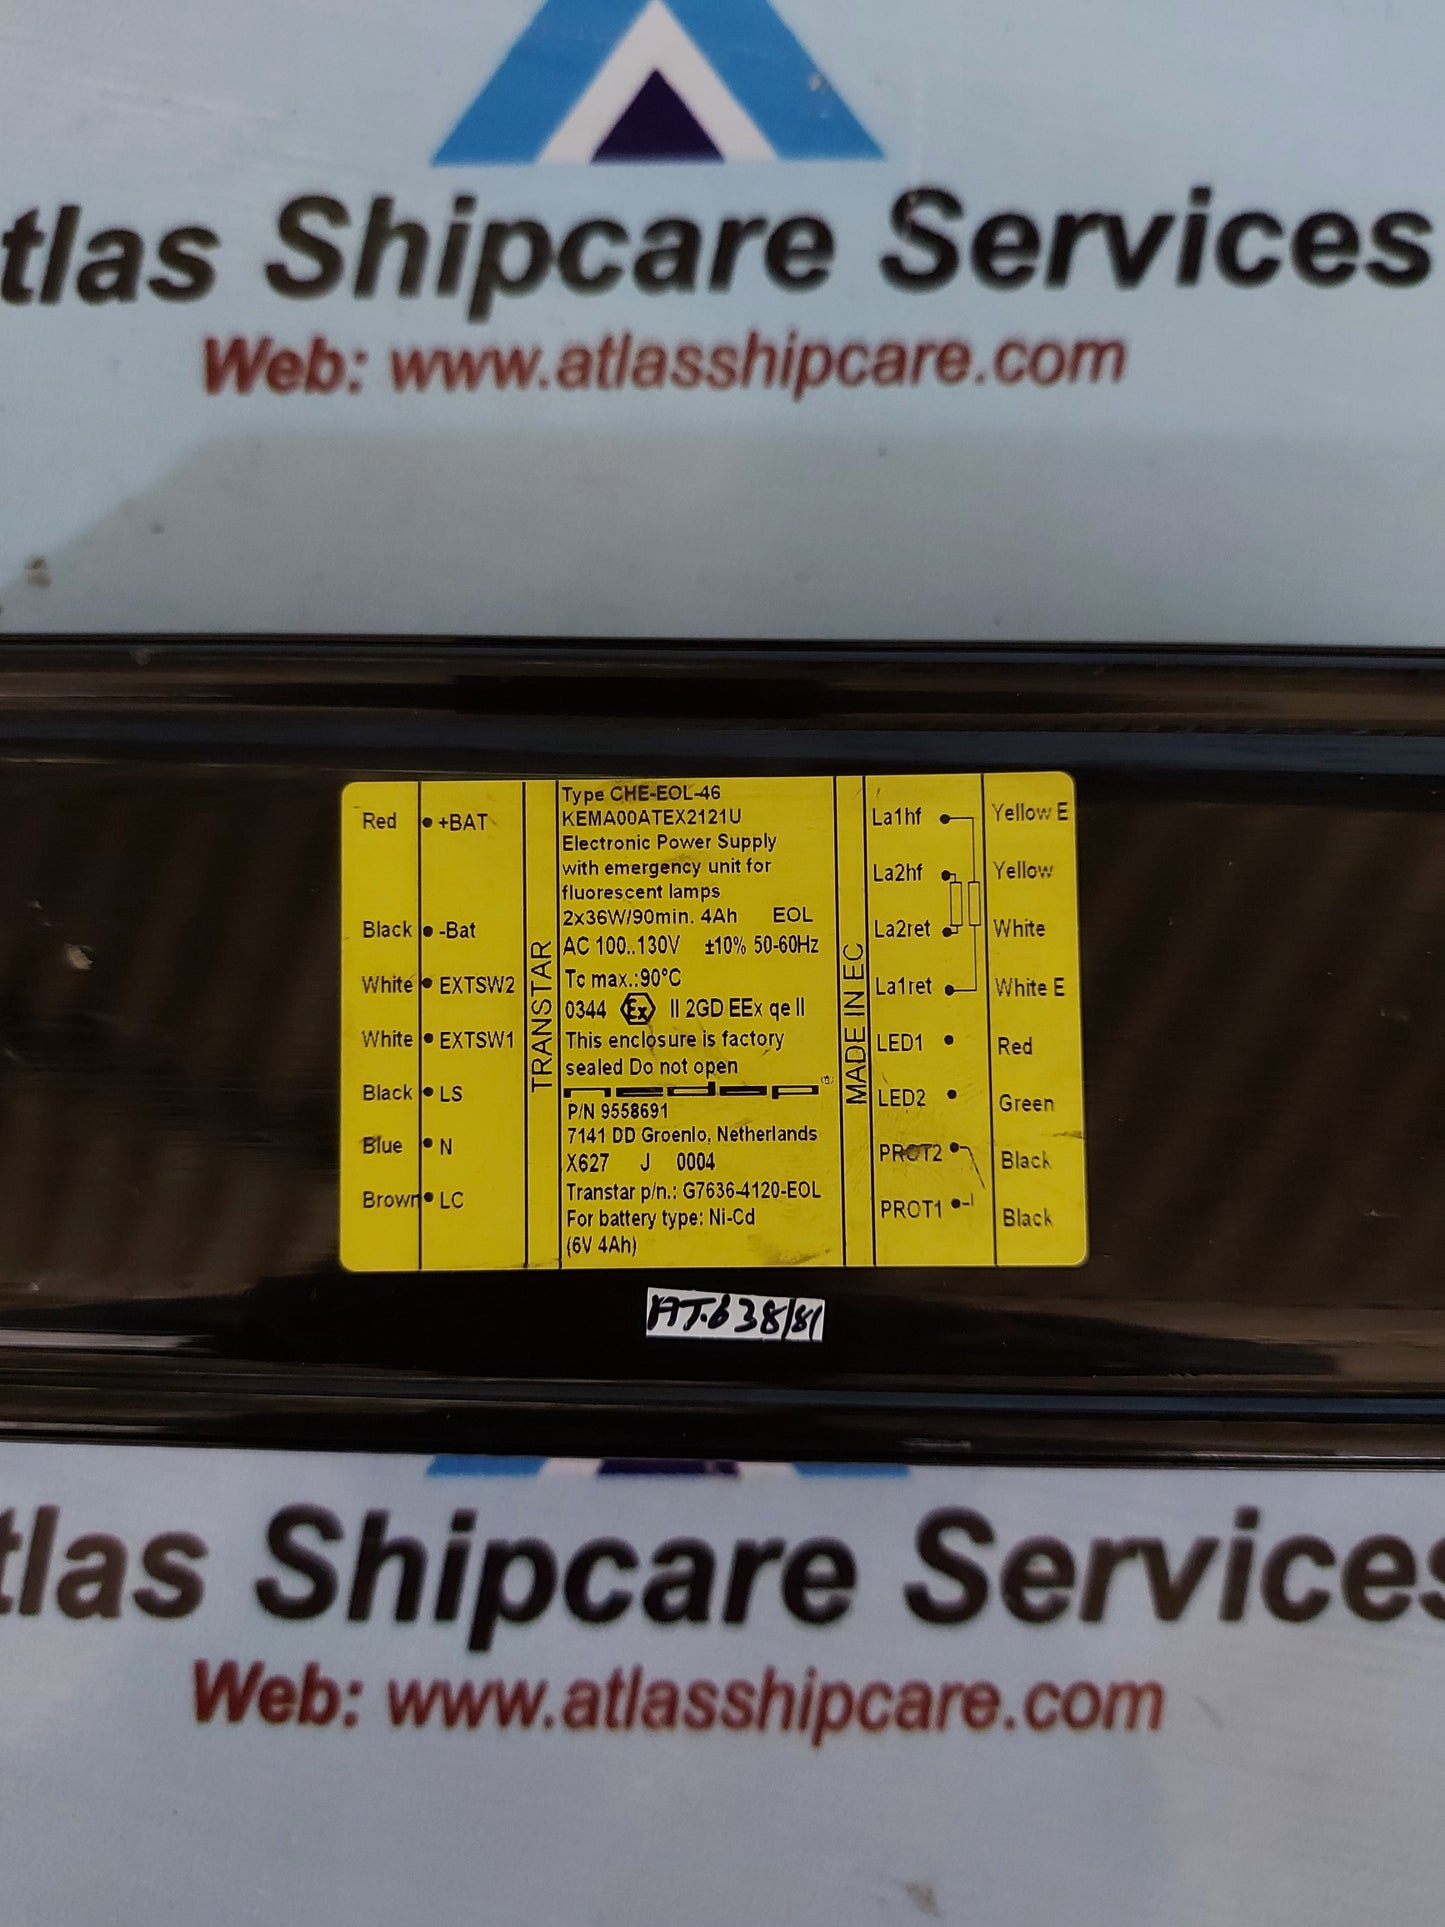 tlas Shipcare Services
Web: www.atlasshipcare.com
Red +BAT
Black -Bat
White EXTSW2
White EXTSW1
Black LS
Blue N
Brown LC
TRANSTAR
Type CHE-EOL-46
KEMA00ATEX2121U
Electronic Power Supply
with emergency unit for
fluorescent lamps
2x36W/90min. 4Ah EOL
AC 100..130V ±10% 50-60Hz
Tc max.:90°C
0344 Ex II 2GD EEx qe II
This enclosure is factory
sealed Do not open
nedap
P/N 9558691
7141 DD Groenlo, Netherlands
X627 J 0004
Transtar p/n.: G7636-4120-EOL
For battery type: Ni-Cd
(6V 4Ah)
MADE IN EC
La1hf Yellow E
La2hf Yellow
La2ret White
La1ret White E
LED1 Red
LED2 Green
PROT2 Black
PROT1 Black
AT.638/81
tlas Shipcare Services
Web: www.atlasshipcare.com